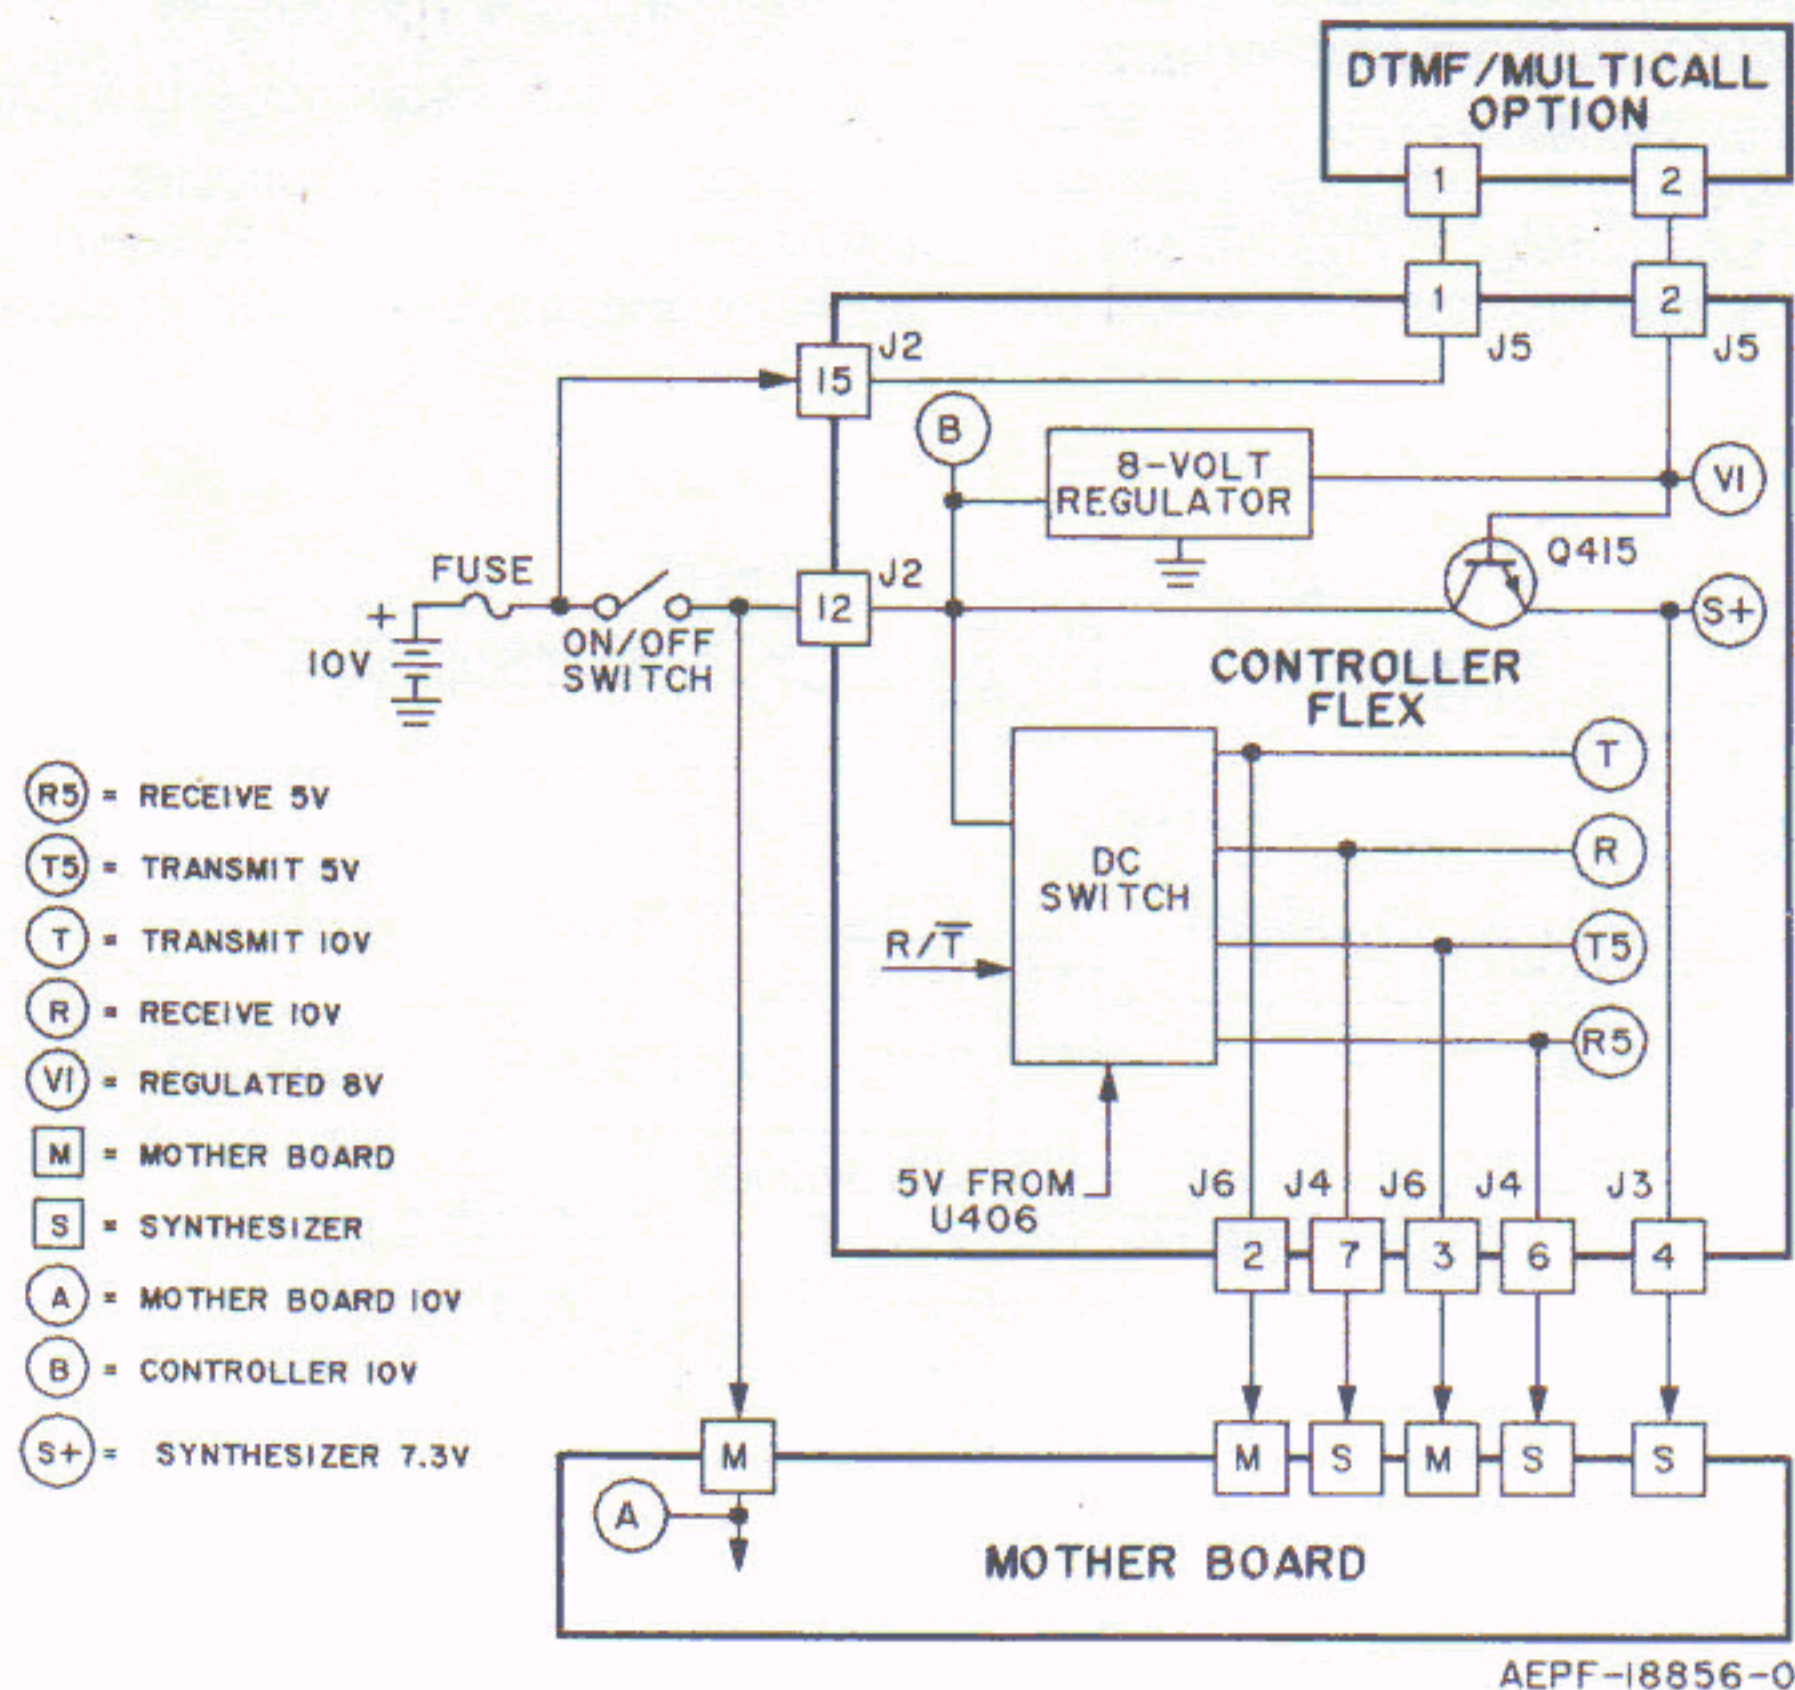 DTMF/MULTICALL
OPTION
1 2
1 2
J5 J5
J2
15
B
8-VOLT
REGULATOR
V1
Q415
FUSE
J2
12
+
10V
ON/OFF
SWITCH
S+
CONTROLLER
FLEX
T
R
DC
SWITCH
R/T̅
T5
R5
5V FROM
U406
J6 J4 J6 J4 J3
2 7 3 6 4
R5 = RECEIVE 5V
T5 = TRANSMIT 5V
T = TRANSMIT 10V
R = RECEIVE 10V
V1 = REGULATED 8V
M = MOTHER BOARD
S = SYNTHESIZER
A = MOTHER BOARD 10V
B = CONTROLLER 10V
S+ = SYNTHESIZER 7.3V
M M S M S S
A
MOTHER BOARD
AEPF-18856-O